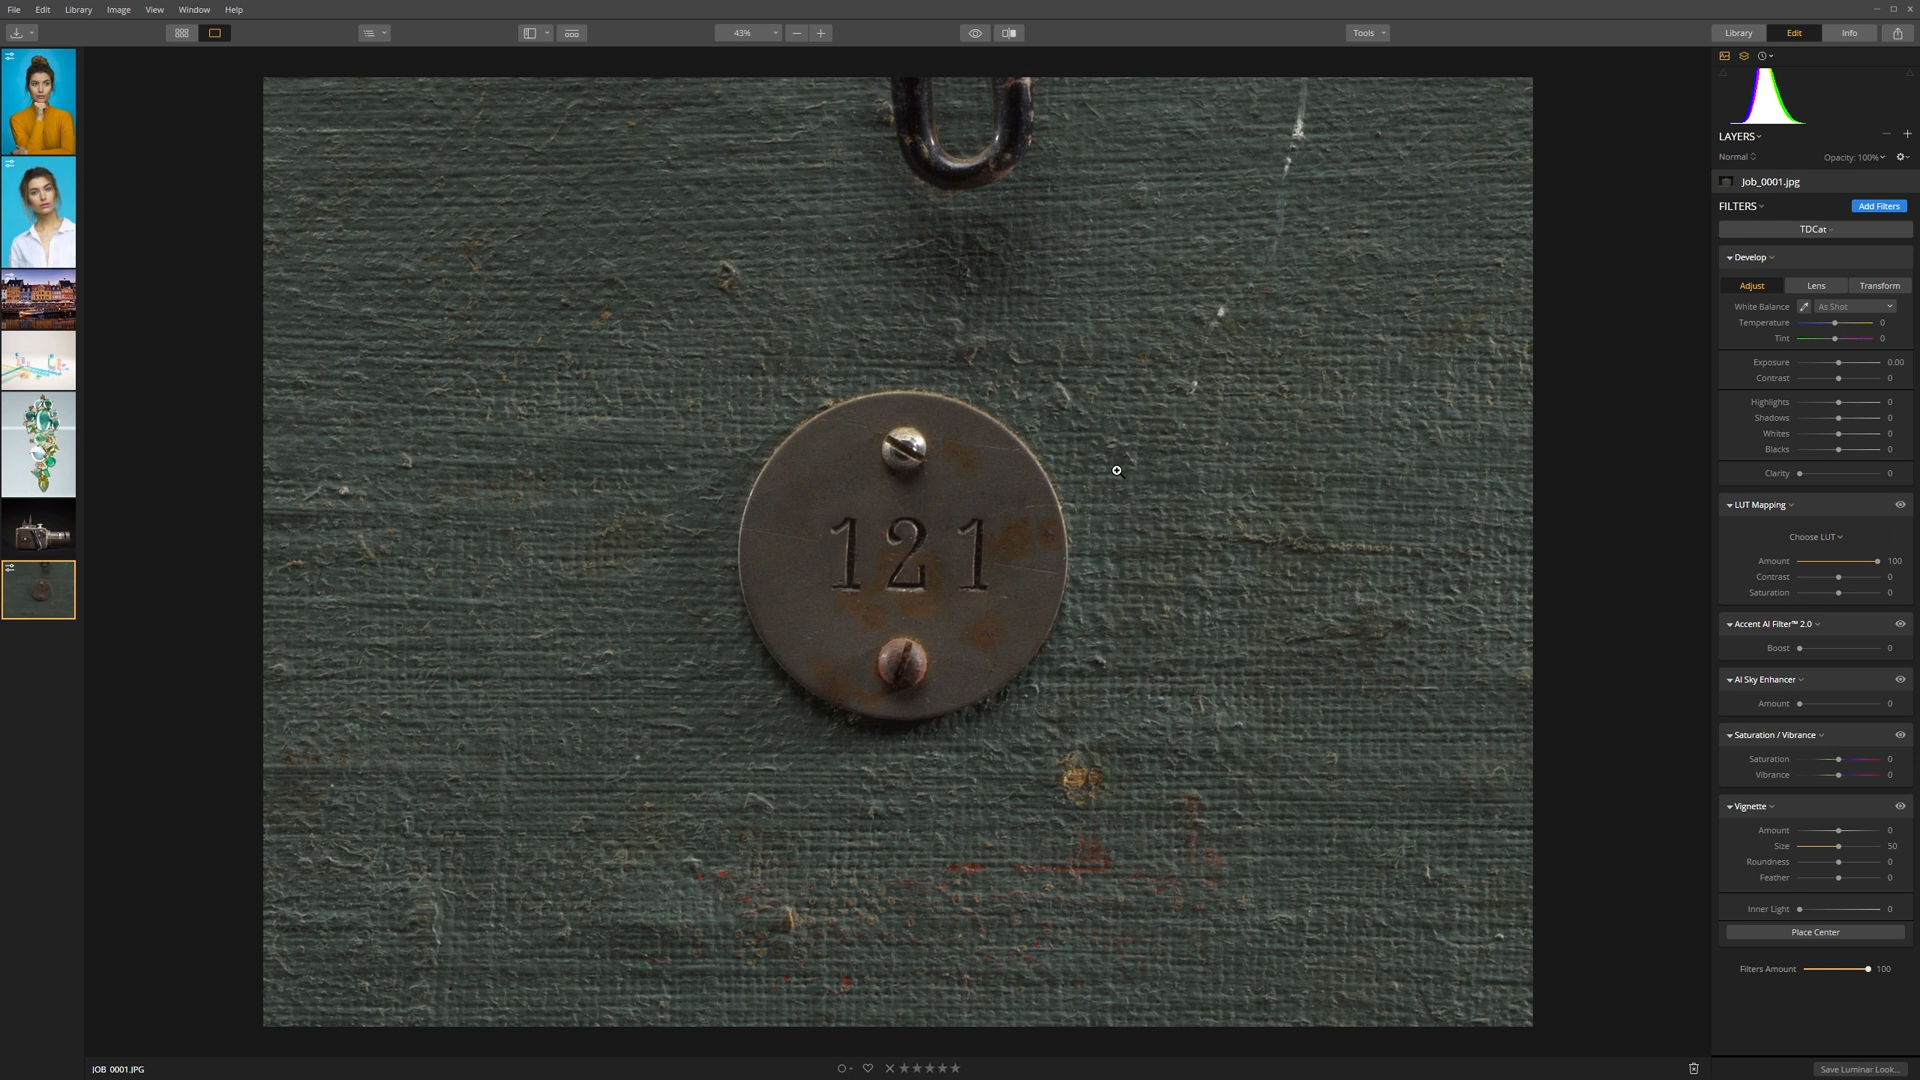 File Edit Library Image View Window Help
43% Tools Library Edit Info
LAYERS
Normal Opacity: 100%
Job_0001.jpg
FILTERS Add Filters
TDCat
Develop
Adjust Lens Transform
White Balance As Shot
Temperature 0
Tint 0
Exposure 0.00
Contrast 0
Highlights 0
Shadows 0
Whites 0
Blacks 0
Clarity 0
LUT Mapping
Choose LUT
Amount 100
Contrast 0
Saturation 0
Accent AI Filter™ 2.0
Boost 0
AI Sky Enhancer
Amount 0
Saturation / Vibrance
Saturation 0
Vibrance 0
Vignette
Amount 0
Size 50
Roundness 0
Feather 0
Inner Light 0
Place Center
Filters Amount 100
121
JOB_0001.JPG
Save Luminar Look...